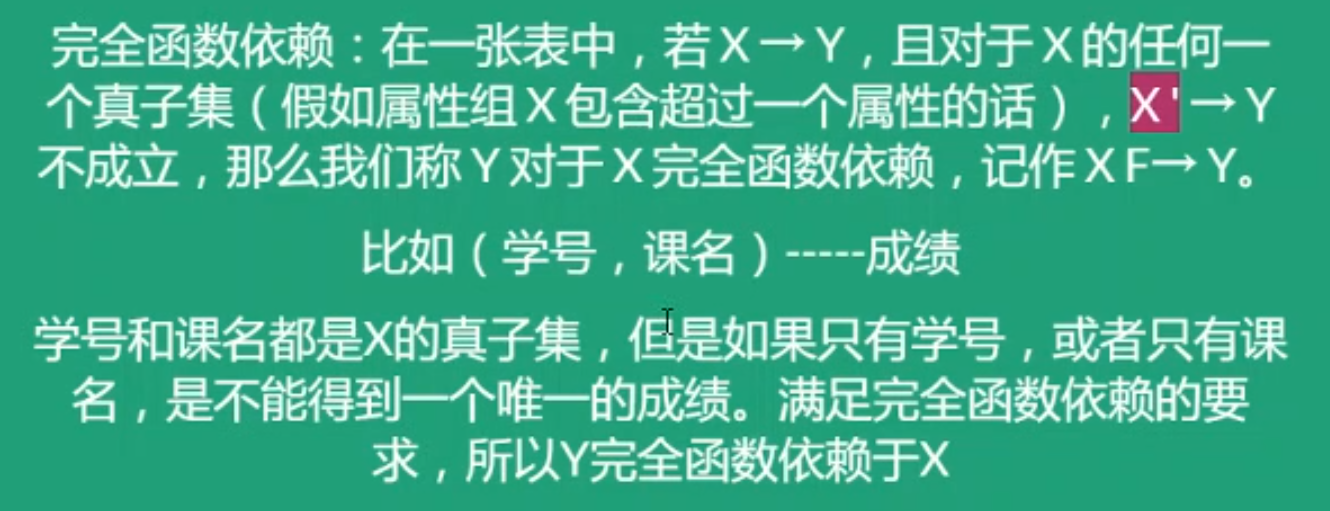 完全函数依赖：在一张表中，若 X → Y，且对于 X 的任何一
个真子集（假如属性组 X 包含超过一个属性的话），X ' → Y
不成立，那么我们称 Y 对于 X 完全函数依赖，记作 X F→ Y。
比如（学号，课名）-----成绩
学号和课名都是X的真子集，但是如果只有学号，或者只有课
名，是不能得到一个唯一的成绩。满足完全函数依赖的要
求，所以Y完全函数依赖于X